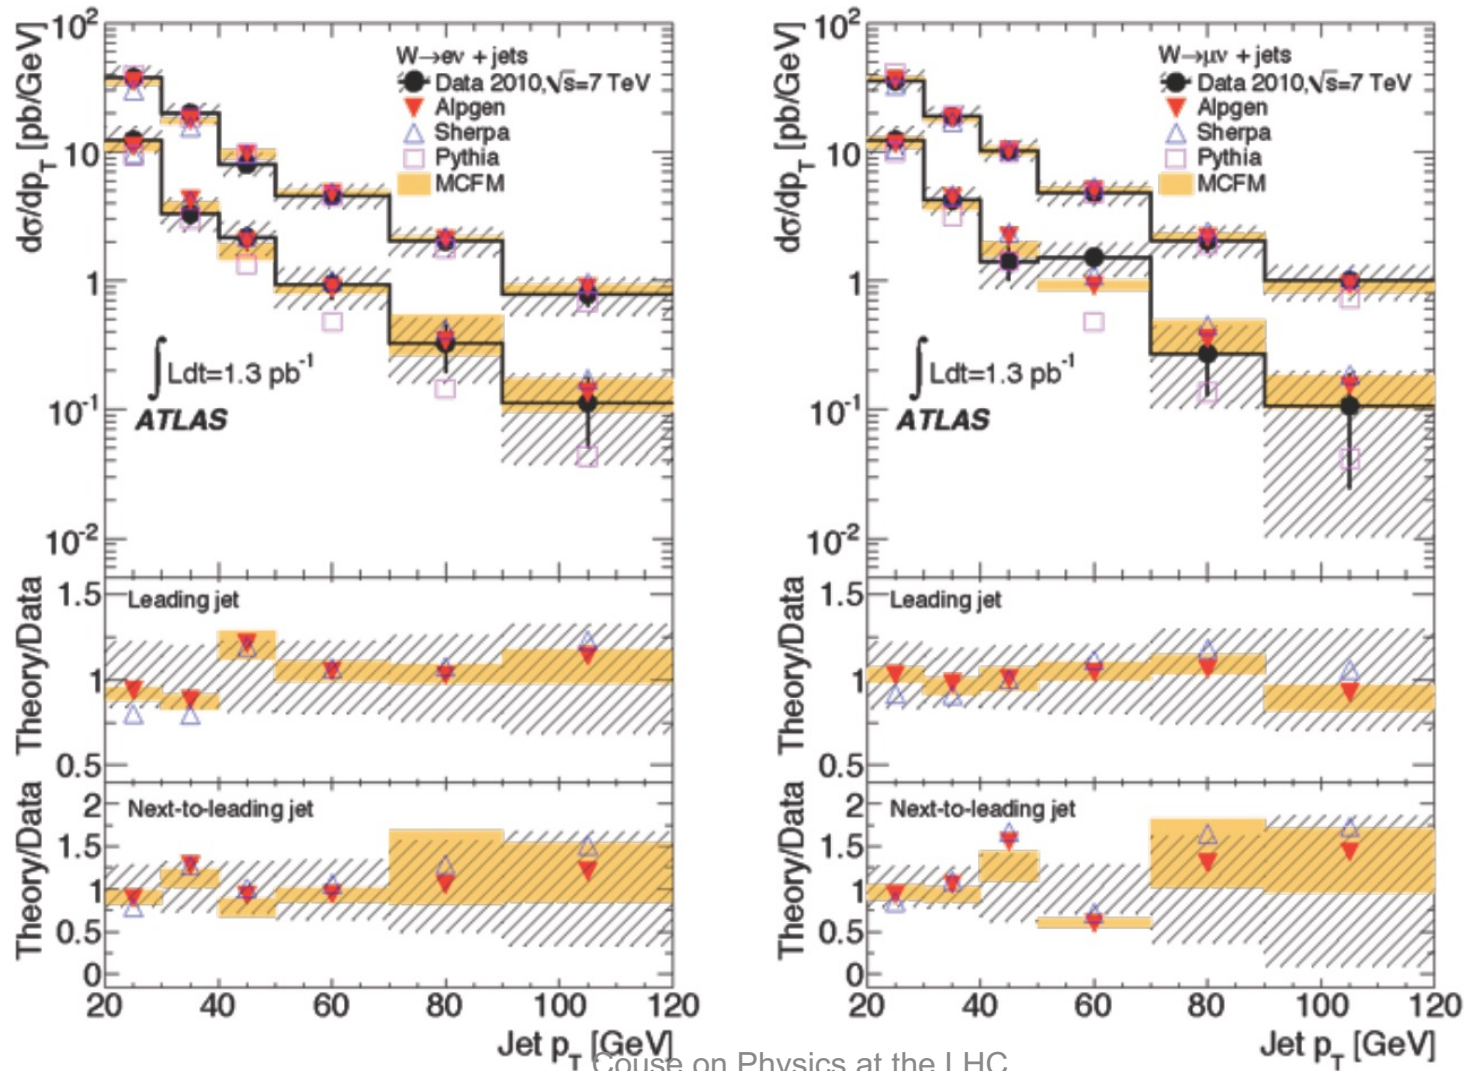 dσ/dp_T [pb/GeV]
10²
10
1
10⁻¹
10⁻²
W→eν + jets
Data 2010,√s=7 TeV
Alpgen
Sherpa
Pythia
MCFM
∫Ldt=1.3 pb⁻¹
ATLAS
Theory/Data
1.5
1
0.5
Leading jet
Theory/Data
2
1.5
1
0.5
0
Next-to-leading jet
20 40 60 80 100 120
Jet p_T [GeV]
dσ/dp_T [pb/GeV]
10²
10
1
10⁻¹
10⁻²
W→μν + jets
Data 2010,√s=7 TeV
Alpgen
Sherpa
Pythia
MCFM
∫Ldt=1.3 pb⁻¹
ATLAS
Theory/Data
1.5
1
0.5
Leading jet
Theory/Data
2
1.5
1
0.5
0
Next-to-leading jet
20 40 60 80 100 120
Jet p_T [GeV]
Couse on Physics at the LHC